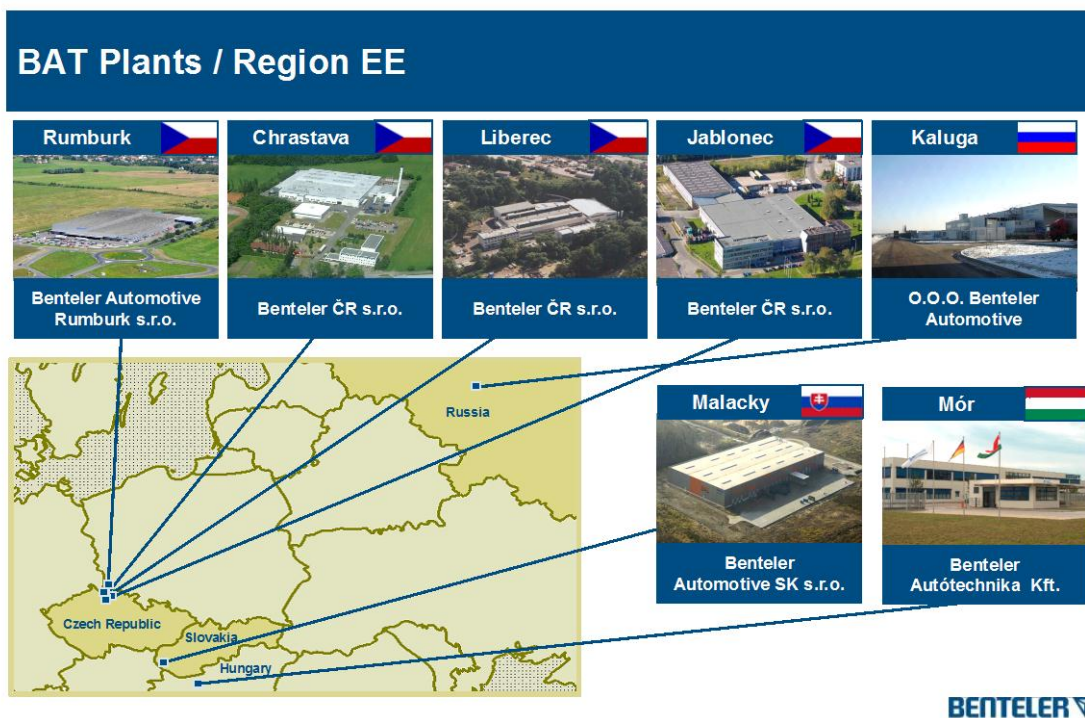 BAT Plants / Region EE
Rumburk
Chrastava
Liberec
Jablonec
Kaluga
Benteler Automotive
Rumburk s.r.o.
Benteler ČR s.r.o.
Benteler ČR s.r.o.
Benteler ČR s.r.o.
O.O.O. Benteler
Automotive
Malacky
Mór
Benteler
Automotive SK s.r.o.
Benteler
Autótechnika Kft.
Russia
Czech Republic
Slovakia
Hungary
BENTELER